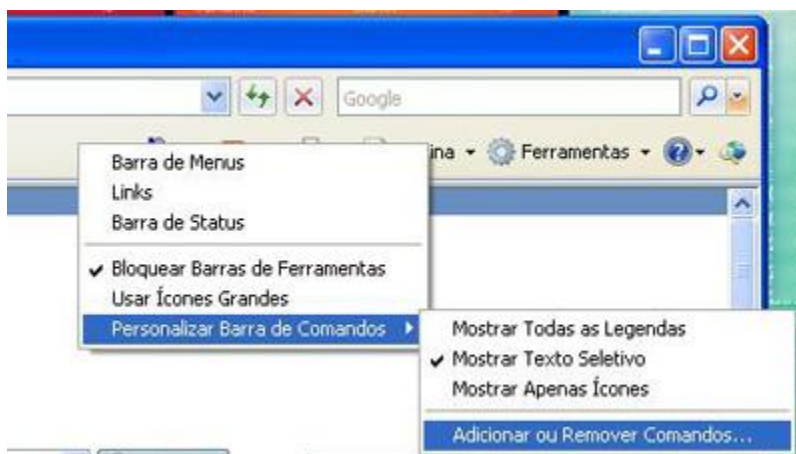 Google
ina
Ferramentas
Barra de Menus
Links
Barra de Status
Bloquear Barras de Ferramentas
Usar Ícones Grandes
Personalizar Barra de Comandos
Mostrar Todas as Legendas
Mostrar Texto Seletivo
Mostrar Apenas Ícones
Adicionar ou Remover Comandos...